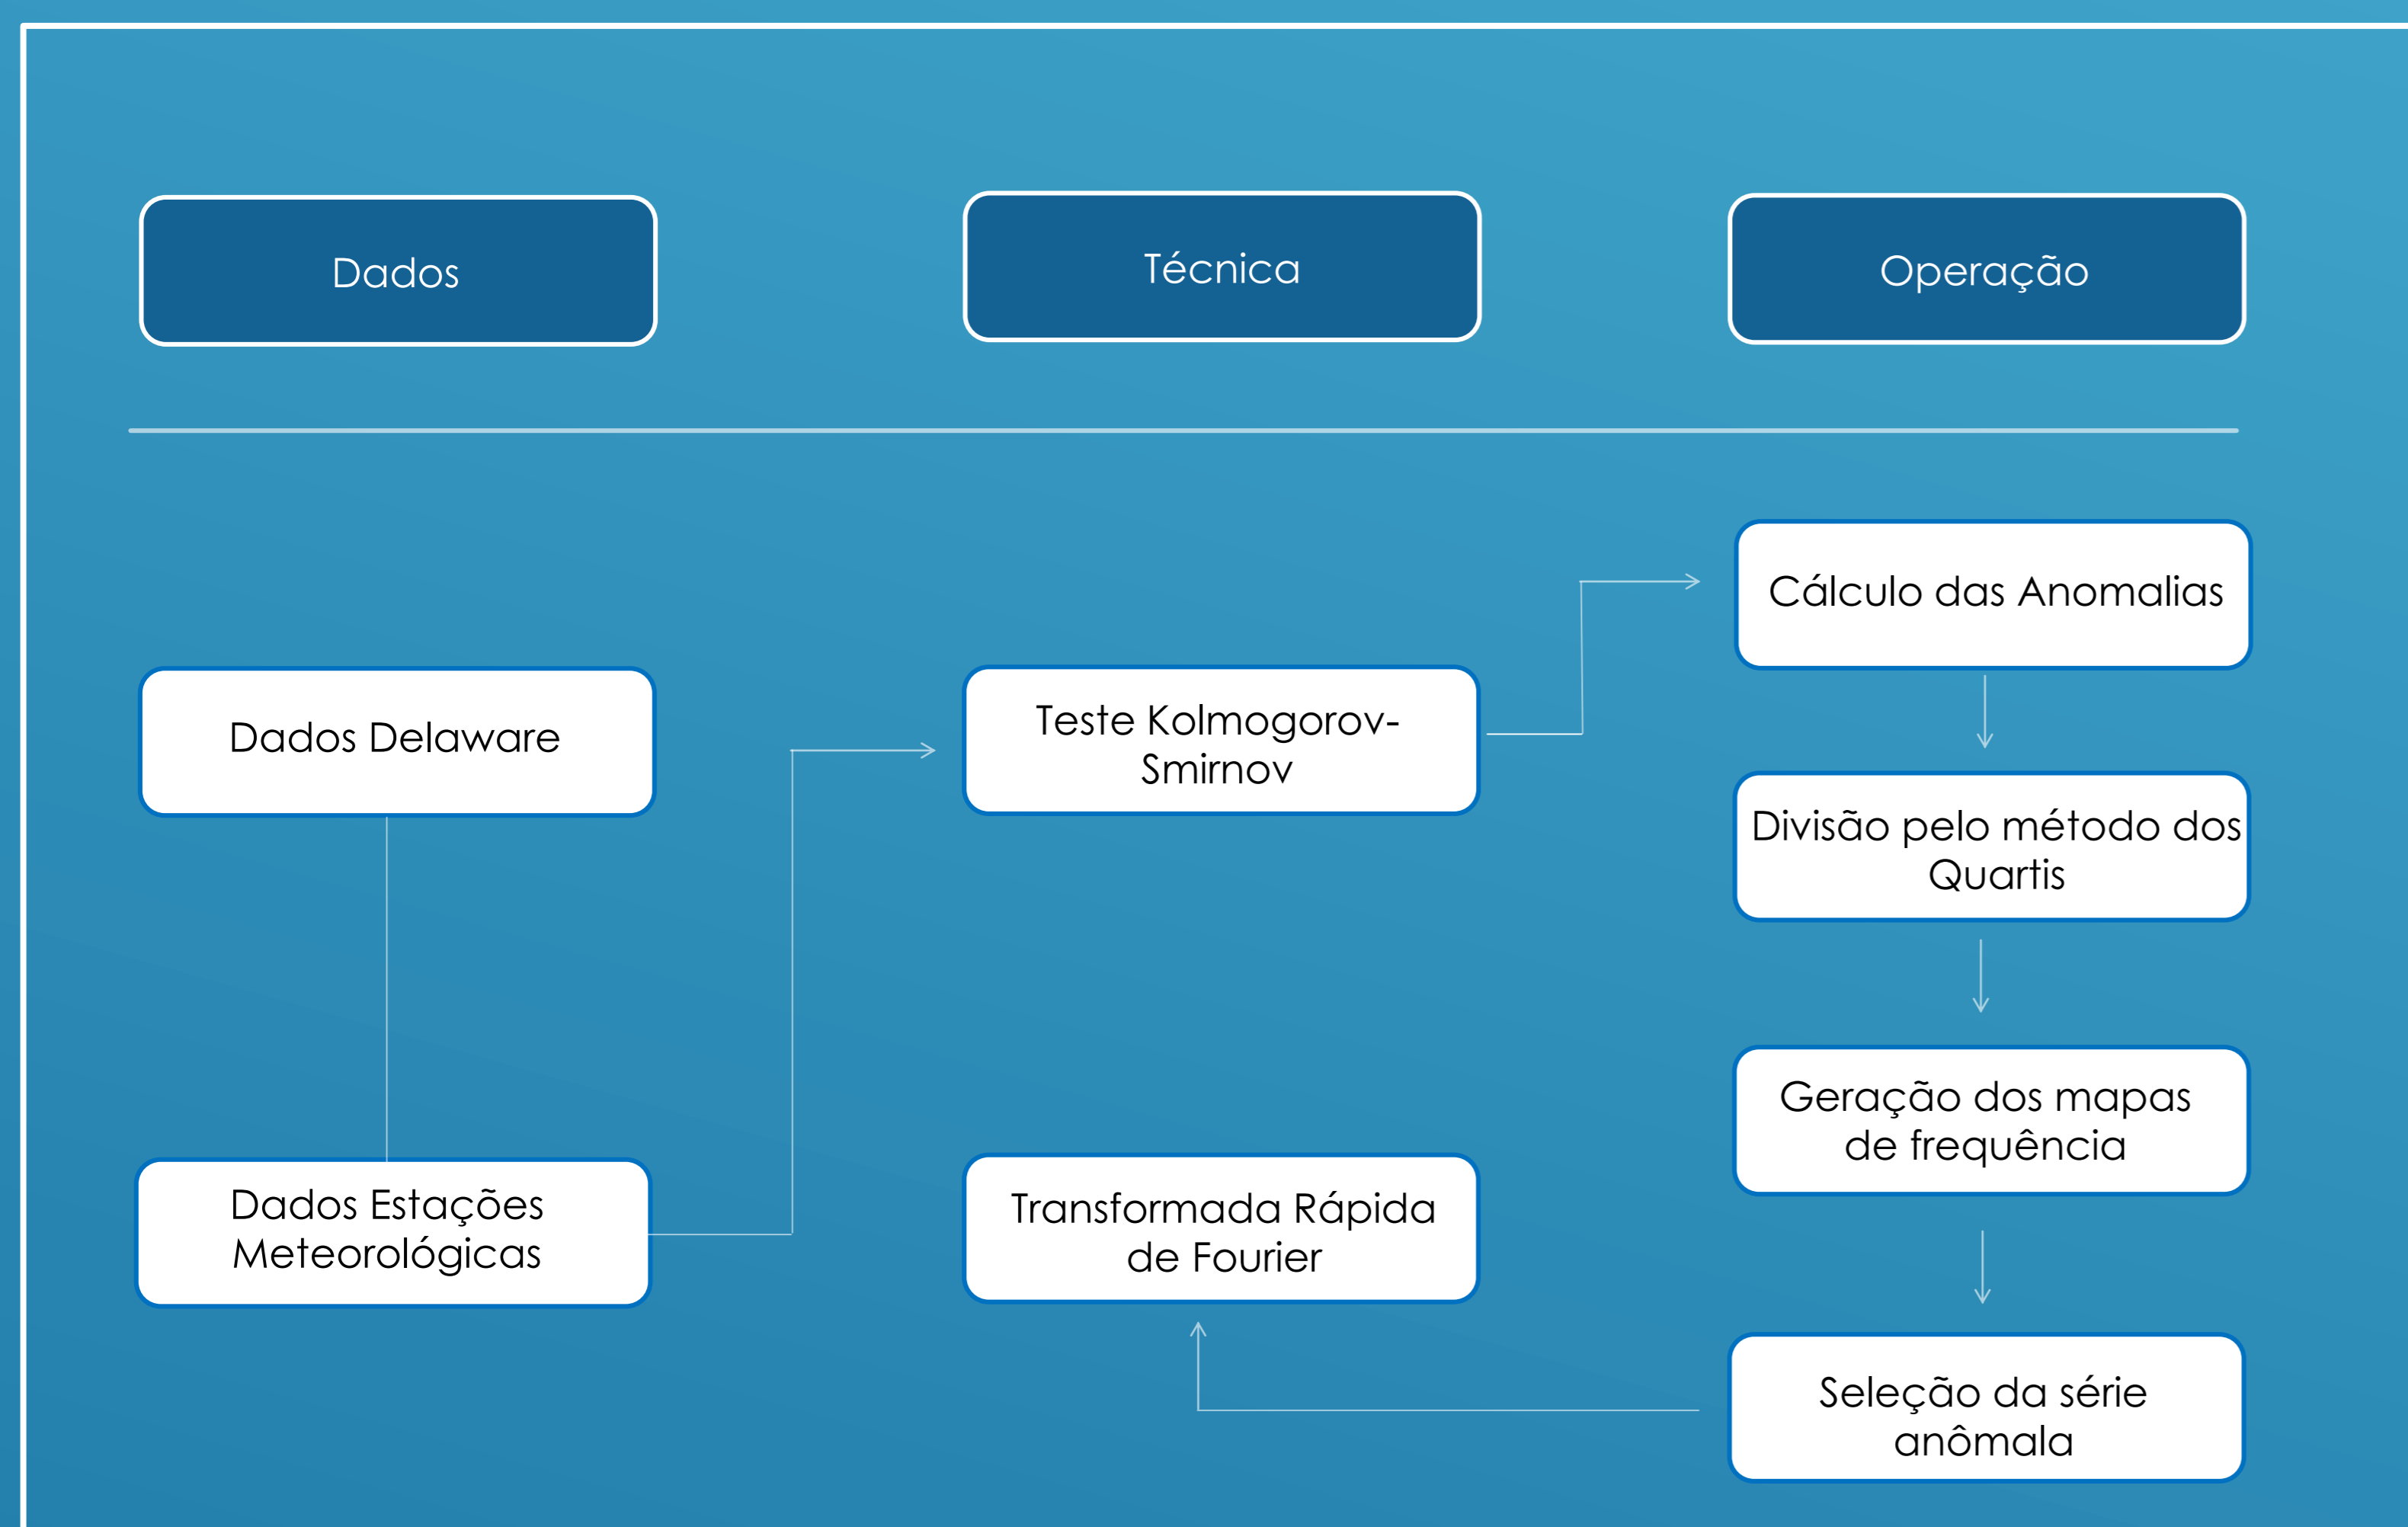 Dados
Técnica
Operação
Cálculo das Anomalias
Dados Delaware
Teste Kolmogorov-
Smirnov
Divisão pelo método dos
Quartis
Geração dos mapas
de frequência
Dados Estações
Meteorológicas
Transformada Rápida
de Fourier
Seleção da série
anômala